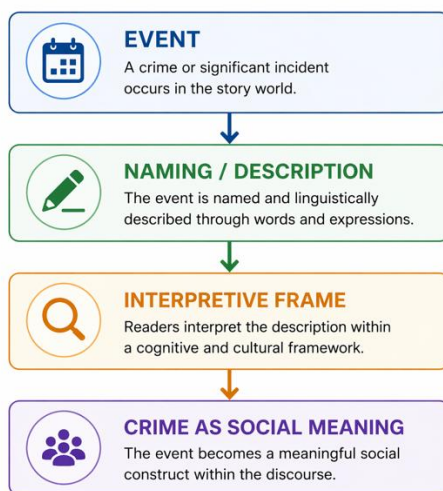 EVENT
A crime or significant incident
occurs in the story world.
NAMING / DESCRIPTION
The event is named and linguistically
described through words and expressions.
INTERPRETIVE FRAME
Readers interpret the description within
a cognitive and cultural framework.
CRIME AS SOCIAL MEANING
The event becomes a meaningful social
construct within the discourse.